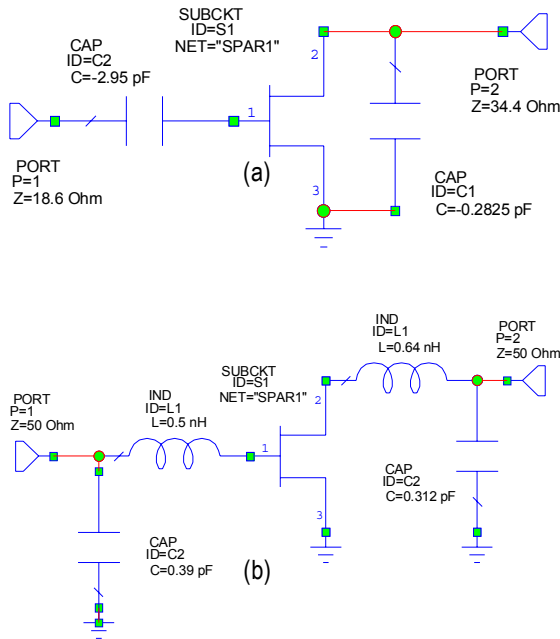 SUBCKT
ID=S1
NET="SPAR1"
CAP
ID=C2
C=-2.95 pF
2
1
3
PORT
P=2
Z=34.4 Ohm
PORT
P=1
Z=18.6 Ohm
(a)
CAP
ID=C1
C=-0.2825 pF
IND
ID=L1
L=0.64 nH
PORT
P=2
Z=50 Ohm
SUBCKT
ID=S1
NET="SPAR1"
IND
ID=L1
L=0.5 nH
PORT
P=1
Z=50 Ohm
2
1
3
CAP
ID=C2
C=0.312 pF
CAP
ID=C2
C=0.39 pF
(b)